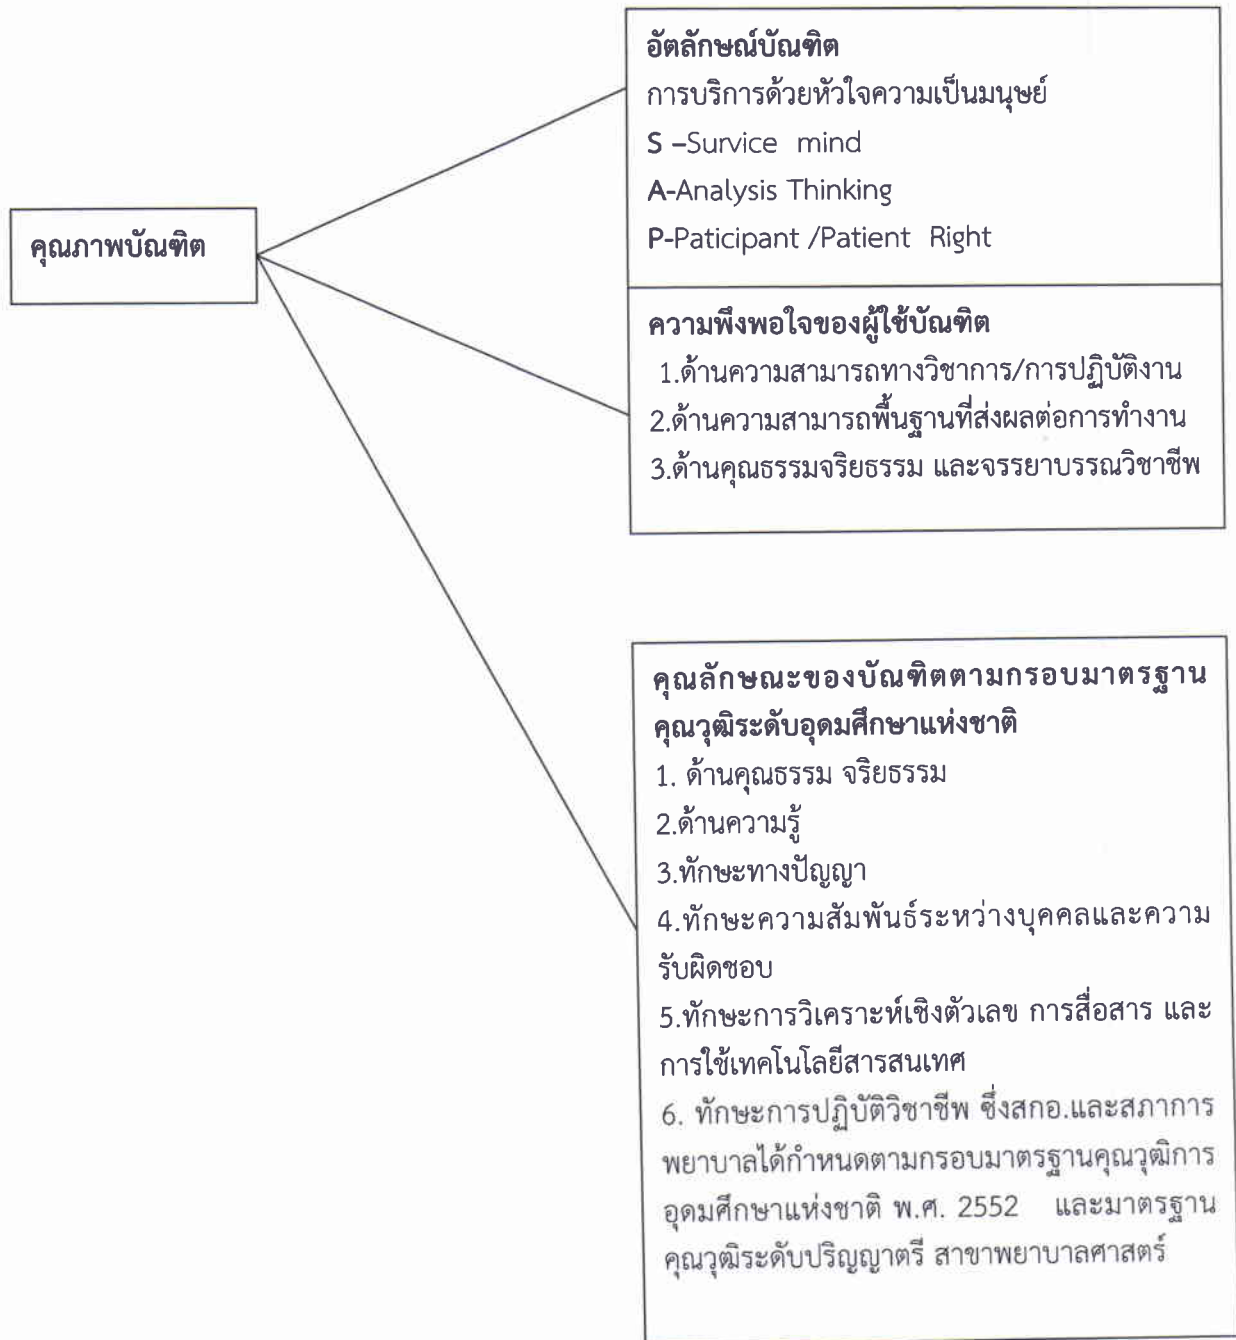 คุณภาพบัณฑิต
อัตลักษณ์บัณฑิต
การบริการด้วยหัวใจความเป็นมนุษย์
S –Survice mind
A-Analysis Thinking
P-Paticipant /Patient Right
ความพึงพอใจของผู้ใช้บัณฑิต
1.ด้านความสามารถทางวิชาการ/การปฏิบัติงาน
2.ด้านความสามารถพื้นฐานที่ส่งผลต่อการทำงาน
3.ด้านคุณธรรมจริยธรรม และจรรยาบรรณวิชาชีพ
คุณลักษณะของบัณฑิตตามกรอบมาตรฐาน
คุณวุฒิระดับอุดมศึกษาแห่งชาติ
1. ด้านคุณธรรม จริยธรรม
2.ด้านความรู้
3.ทักษะทางปัญญา
4.ทักษะความสัมพันธ์ระหว่างบุคคลและความ
รับผิดชอบ
5.ทักษะการวิเคราะห์เชิงตัวเลข การสื่อสาร และ
การใช้เทคโนโลยีสารสนเทศ
6. ทักษะการปฏิบัติวิชาชีพ ซึ่งสกอ.และสภาการ
พยาบาลได้กำหนดตามกรอบมาตรฐานคุณวุฒิการ
อุดมศึกษาแห่งชาติ พ.ศ. 2552 และมาตรฐาน
คุณวุฒิระดับปริญญาตรี สาขาพยาบาลศาสตร์